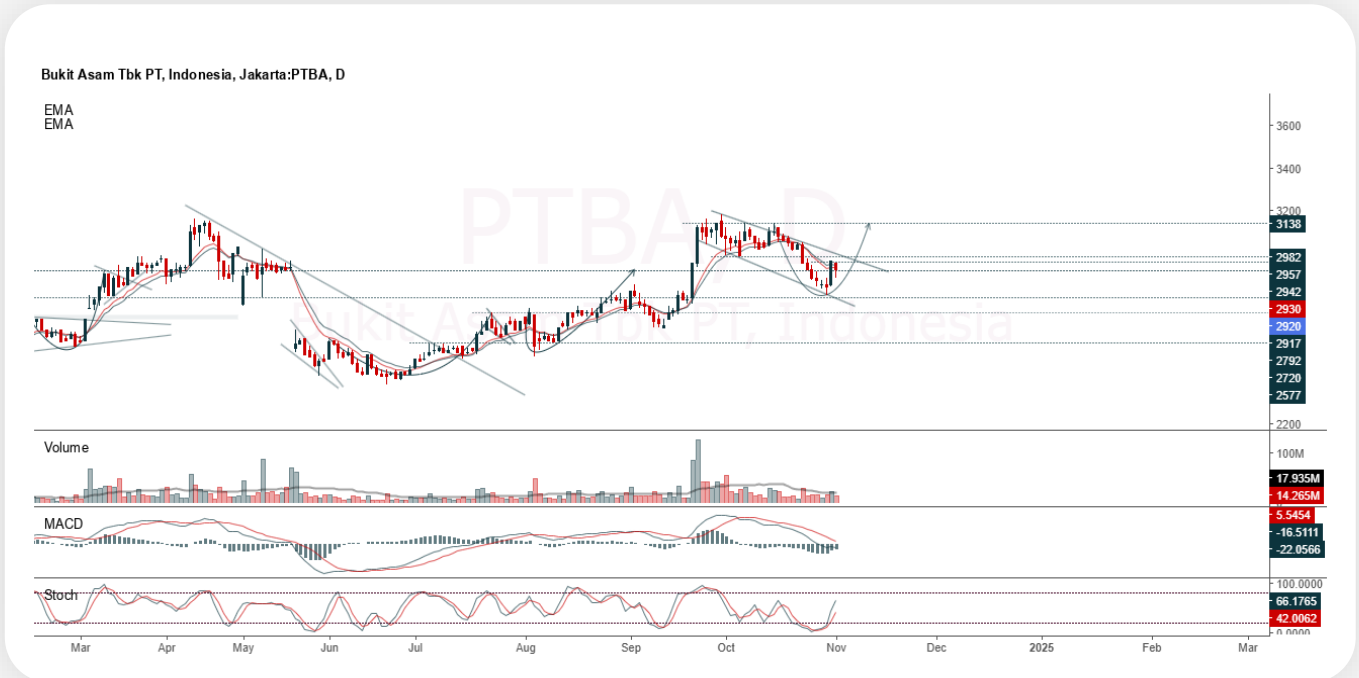 Bukit Asam Tbk PT, Indonesia, Jakarta:PTBA, D
EMA
EMA
PTBA, D
Bukit Asam Tbk PT, Indonesia
3600
3400
3200
3138
2982
2957
2942
2930
2920
2917
2792
2720
2577
2200
Volume
100M
17.935M
14.265M
MACD
5.5454
-16.5111
-22.0566
Stoch
100.0000
66.1765
42.0062
0.0000
Mar Apr May Jun Jul Aug Sep Oct Nov Dec 2025 Feb Mar